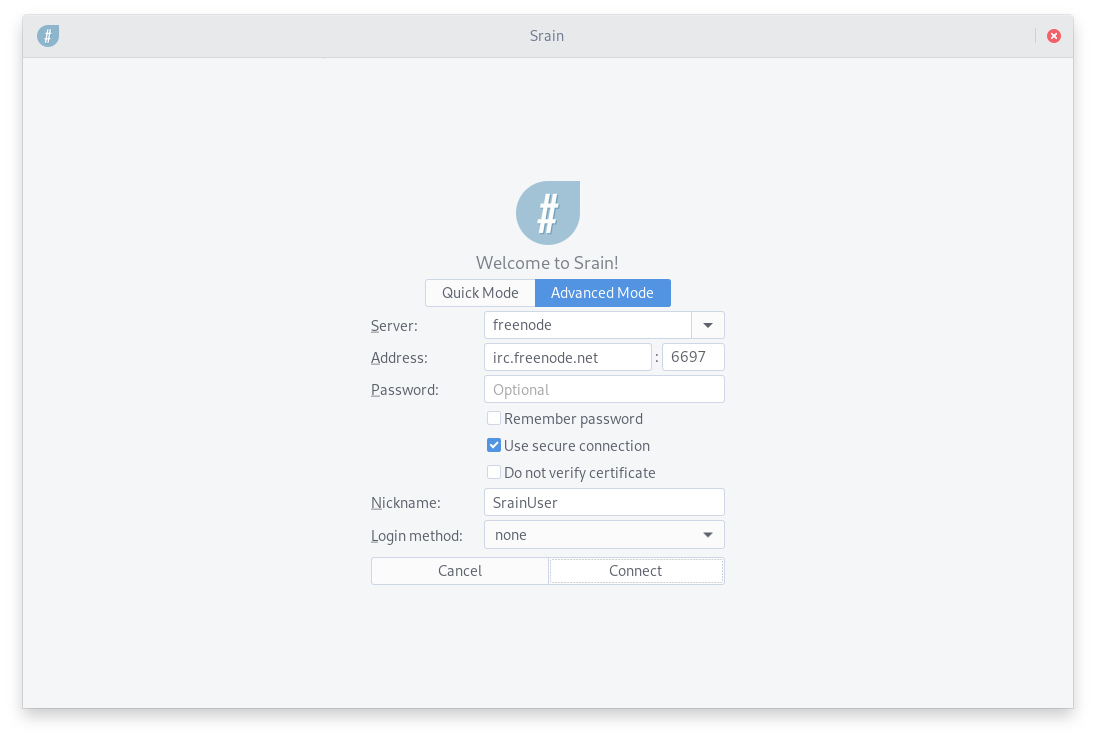 #
Srain
#
Welcome to Srain!
Quick Mode Advanced Mode
Server: freenode
Address: irc.freenode.net : 6697
Password: Optional
Remember password
Use secure connection
Do not verify certificate
Nickname: SrainUser
Login method: none
Cancel Connect